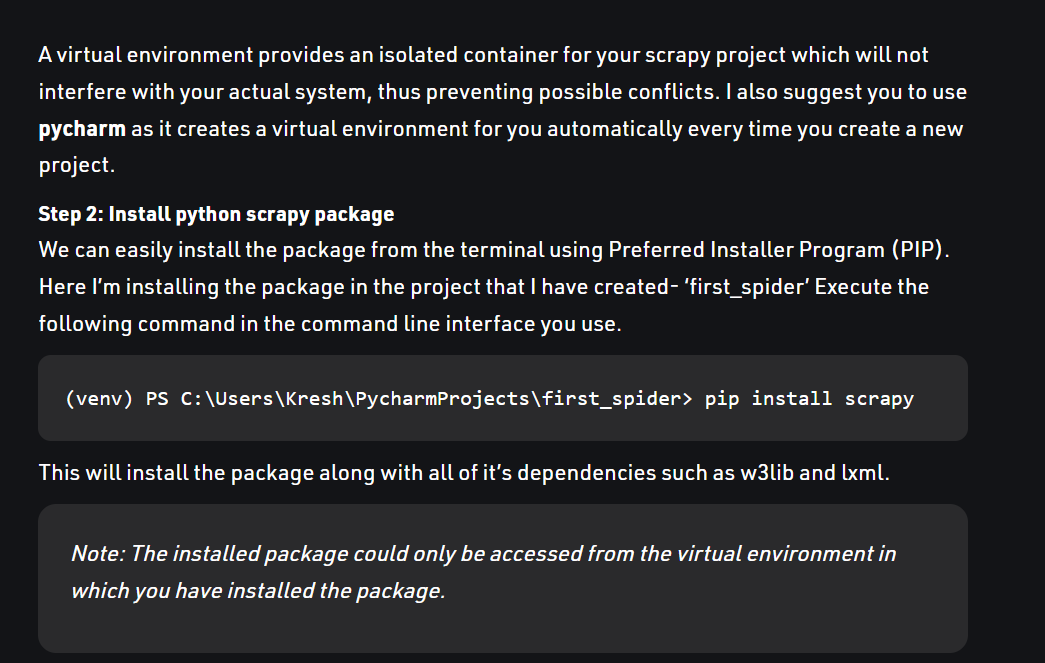 A virtual environment provides an isolated container for your scrapy project which will not
interfere with your actual system, thus preventing possible conflicts. I also suggest you to use
pycharm as it creates a virtual environment for you automatically every time you create a new
project.
Step 2: Install python scrapy package
We can easily install the package from the terminal using Preferred Installer Program (PIP).
Here I’m installing the package in the project that I have created- ‘first_spider’ Execute the
following command in the command line interface you use.
(venv) PS C:\Users\Kresh\PycharmProjects\first_spider> pip install scrapy
This will install the package along with all of it’s dependencies such as w3lib and lxml.
Note: The installed package could only be accessed from the virtual environment in
which you have installed the package.